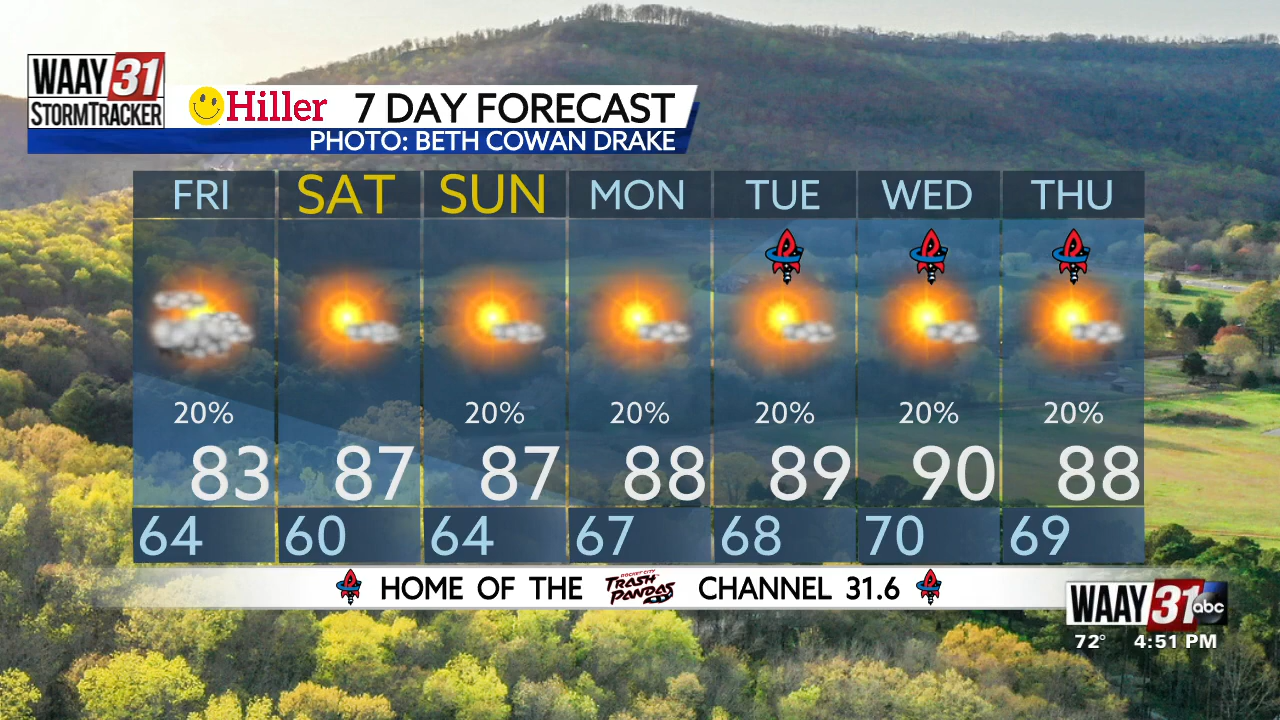 WAAY 31
STORMTRACKER
Hiller 7 DAY FORECAST
PHOTO: BETH COWAN DRAKE
FRI SAT SUN MON TUE WED THU
20% 20% 20% 20% 20% 20%
83 87 87 88 89 90 88
64 60 64 67 68 70 69
HOME OF THE ROCKET CITY TRASH PANDAS CHANNEL 31.6
WAAY 31 abc
72° 4:51 PM